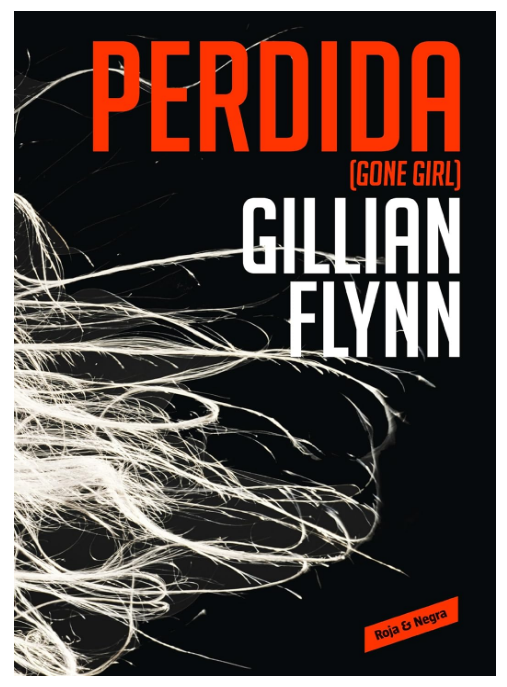 PERDIDA
(GONE GIRL)
GILLIAN
FLYNN
Roja & Negra